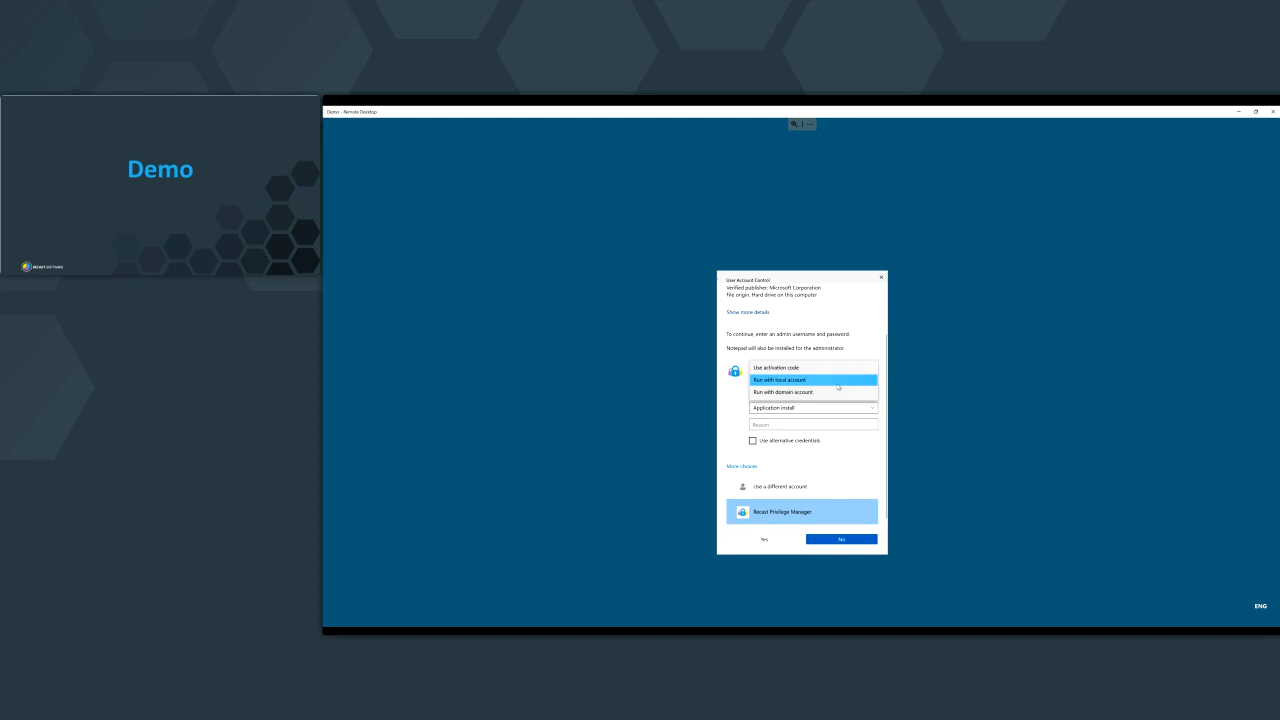 Demo
RECAST SOFTWARE
Demo - Remote Desktop
User Account Control
Verified publisher: Microsoft Corporation
File origin: Hard drive on this computer
Show more details
To continue, enter an admin username and password.
Notepad will also be installed for the administrator.
Use activation code
Run with local account
Run with domain account
Application install
Reason
Use alternative credentials
More choices
Use a different account
Recast Privilege Manager
Yes
No
ENG